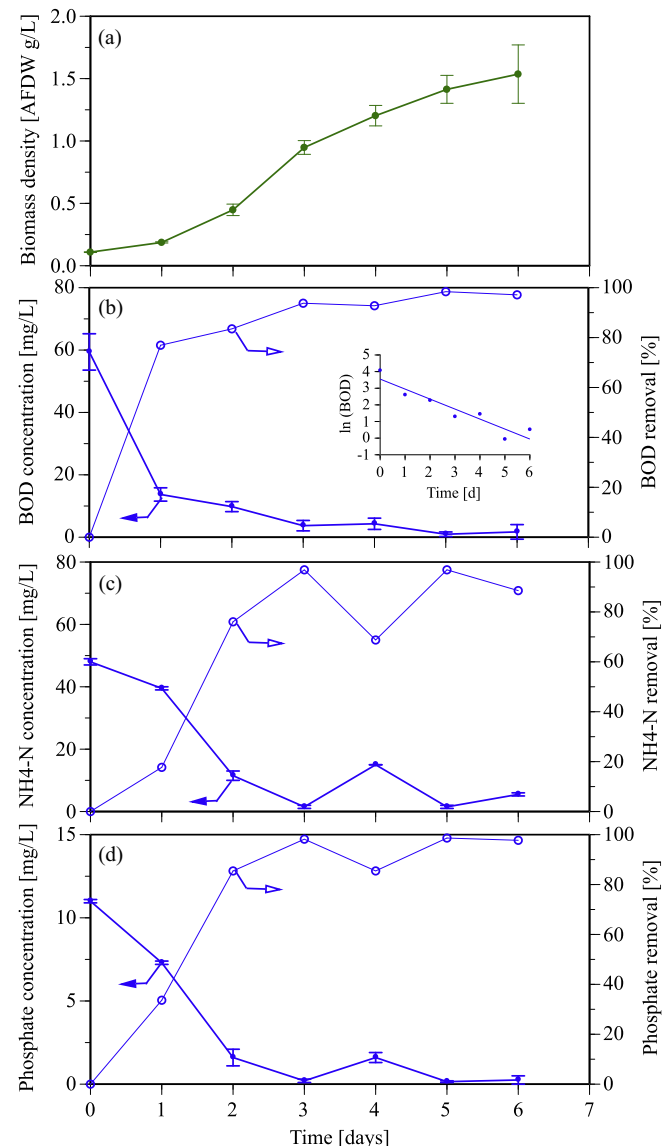 (a)
Biomass density [AFDW g/L]
2.0
1.5
1.0
0.5
0.0
(b)
BOD concentration [mg/L]
80
60
40
20
0
100
80
60
40
20
0
BOD removal [%]
ln (BOD)
5
4
3
2
1
0
-1
0 1 2 3 4 5 6
Time [d]
(c)
NH4-N concentration [mg/L]
80
60
40
20
0
100
80
60
40
20
0
NH4-N removal [%]
(d)
Phosphate concentration [mg/L]
15
10
5
0
100
80
60
40
20
0
Phosphate removal [%]
0 1 2 3 4 5 6 7
Time [days]